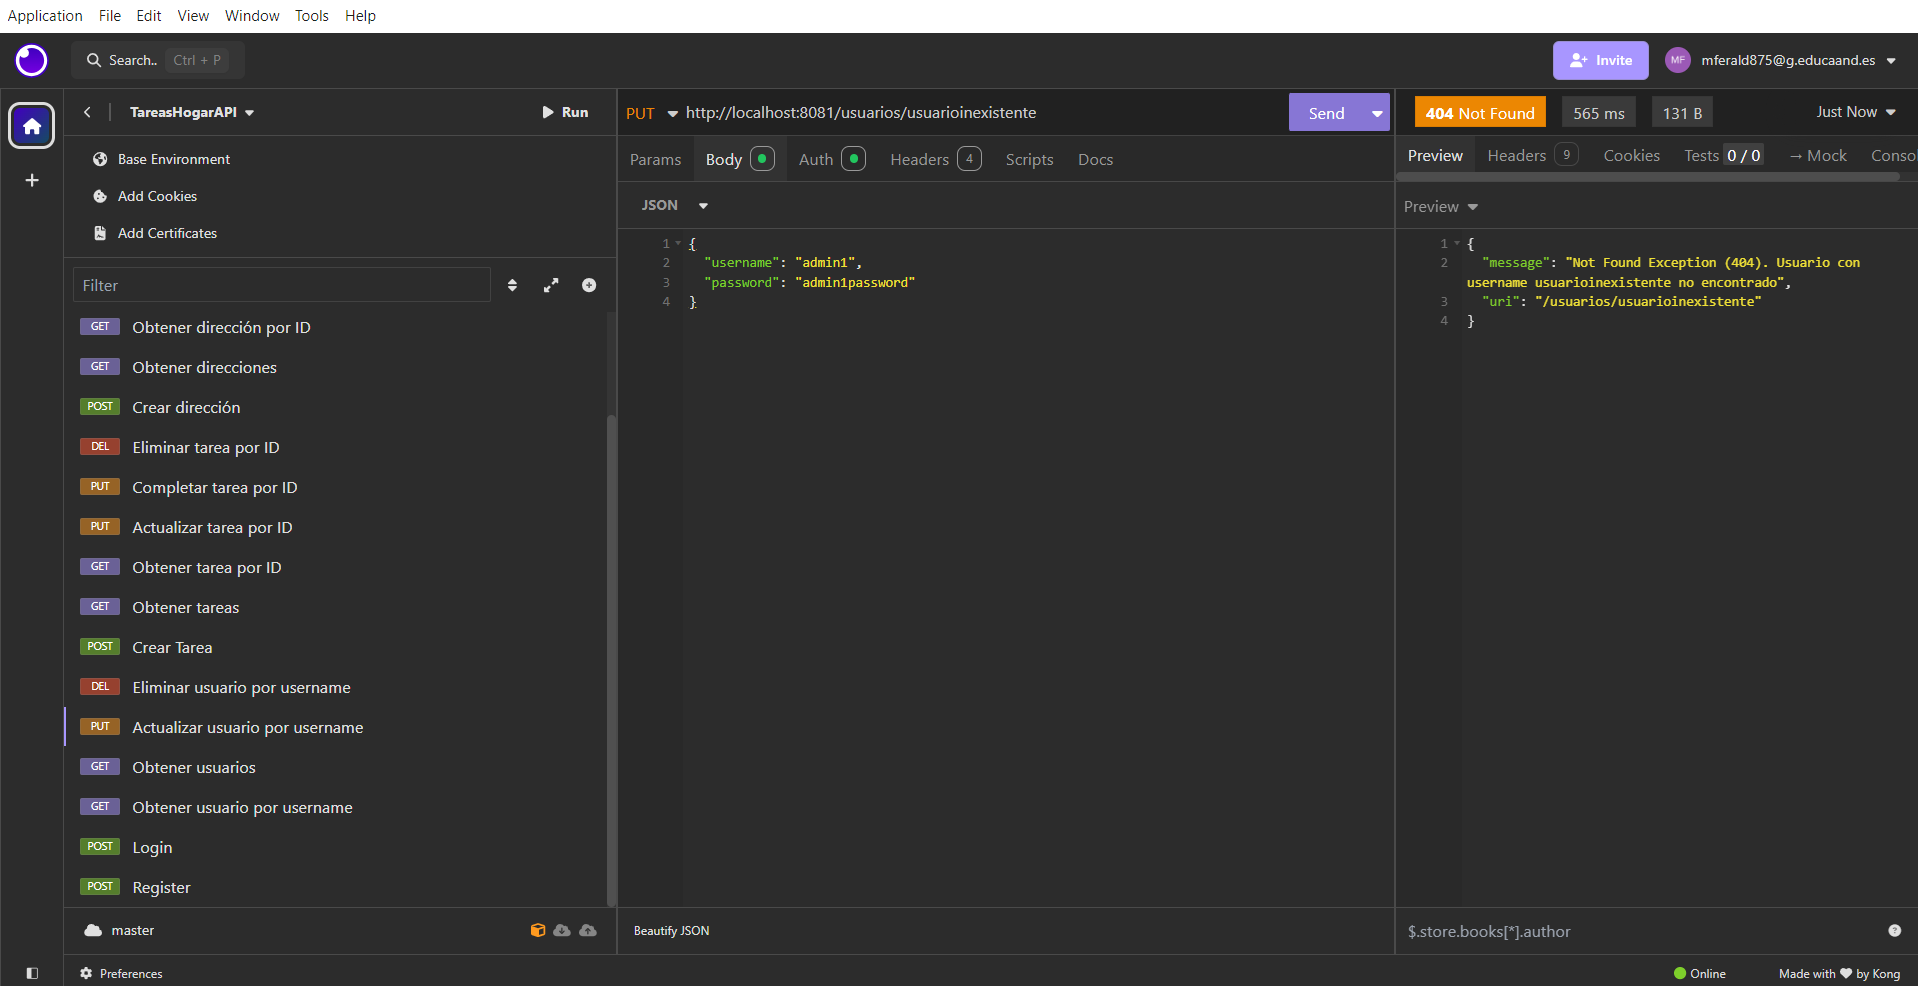 Application File Edit View Window Tools Help
Search.. Ctrl + P
Invite
MF mferald875@g.educaand.es
TareasHogarAPI
Run
Base Environment
Add Cookies
Add Certificates
Filter
GET Obtener dirección por ID
GET Obtener direcciones
POST Crear dirección
DEL Eliminar tarea por ID
PUT Completar tarea por ID
PUT Actualizar tarea por ID
GET Obtener tarea por ID
GET Obtener tareas
POST Crear Tarea
DEL Eliminar usuario por username
PUT Actualizar usuario por username
GET Obtener usuarios
GET Obtener usuario por username
POST Login
POST Register
master
Preferences
PUT http://localhost:8081/usuarios/usuarioinexistente Send
Params Body Auth Headers 4 Scripts Docs
JSON
1 {
2 "username": "admin1",
3 "password": "admin1password"
4 }
Beautify JSON
404 Not Found 565 ms 131 B Just Now
Preview Headers 9 Cookies Tests 0 / 0 → Mock Conso
Preview
1 {
2 "message": "Not Found Exception (404). Usuario con
username usuarioinexistente no encontrado",
3 "uri": "/usuarios/usuarioinexistente"
4 }
$.store.books[*].author
Online
Made with ♥ by Kong